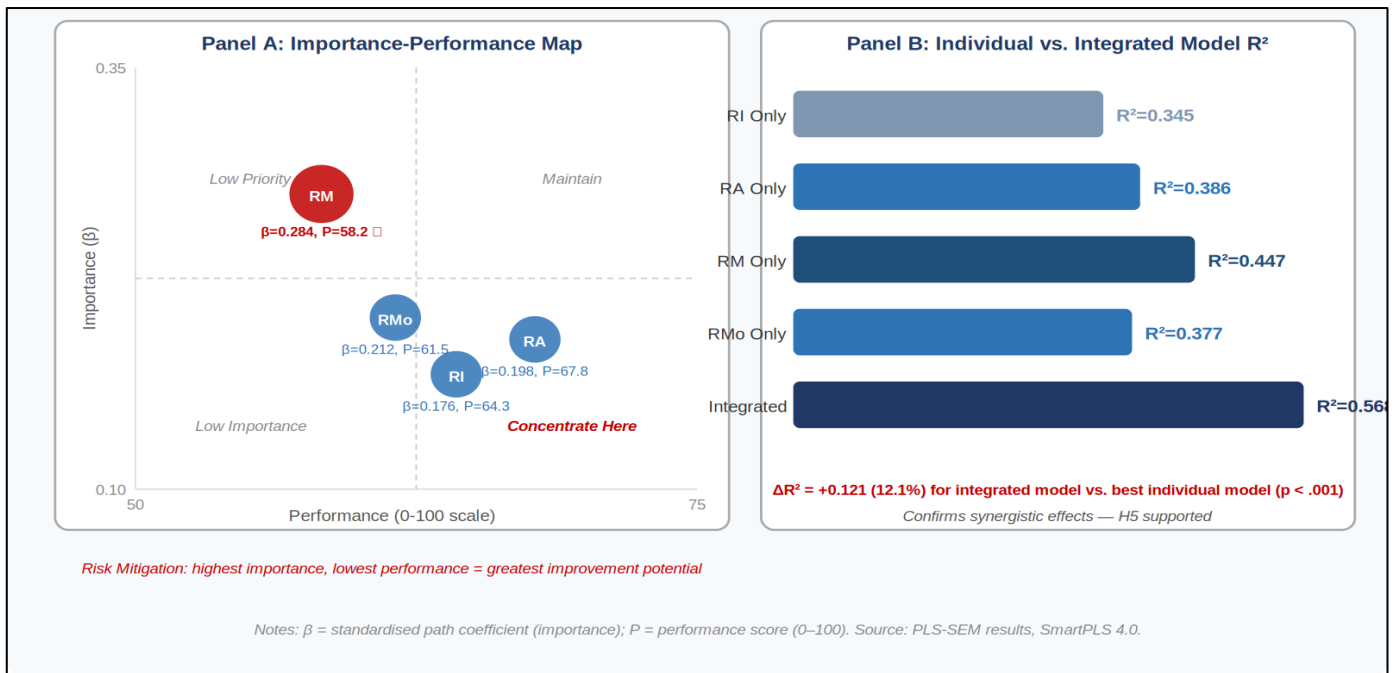 Panel A: Importance-Performance Map
0.35
Low Priority
Maintain
RM
β=0.284, P=58.2 □
Importance (β)
RMo
β=0.212, P=61.5
RA
β=0.198, P=67.8
RI
β=0.176, P=64.3
Low Importance
Concentrate Here
0.10
50
75
Performance (0-100 scale)
Panel B: Individual vs. Integrated Model R²
RI Only
R²=0.345
RA Only
R²=0.386
RM Only
R²=0.447
RMo Only
R²=0.377
Integrated
R²=0.568
ΔR² = +0.121 (12.1%) for integrated model vs. best individual model (p < .001)
Confirms synergistic effects — H5 supported
Risk Mitigation: highest importance, lowest performance = greatest improvement potential
Notes: β = standardised path coefficient (importance); P = performance score (0–100). Source: PLS-SEM results, SmartPLS 4.0.